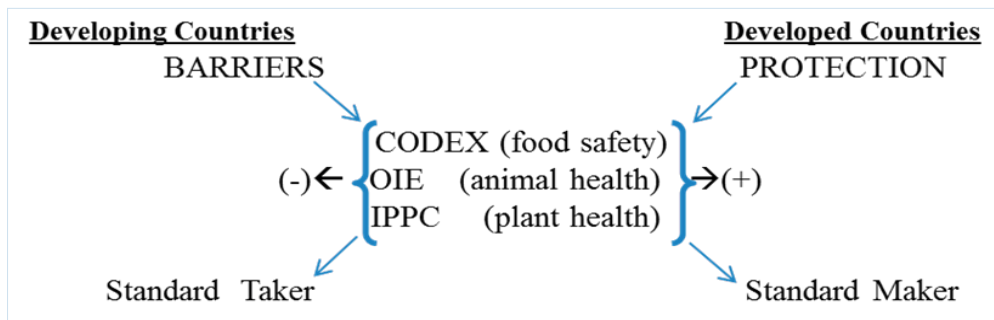 Developing Countries Developed Countries
BARRIERS PROTECTION
CODEX (food safety)
(-)← OIE (animal health) →(+)
IPPC (plant health)
Standard Taker Standard Maker